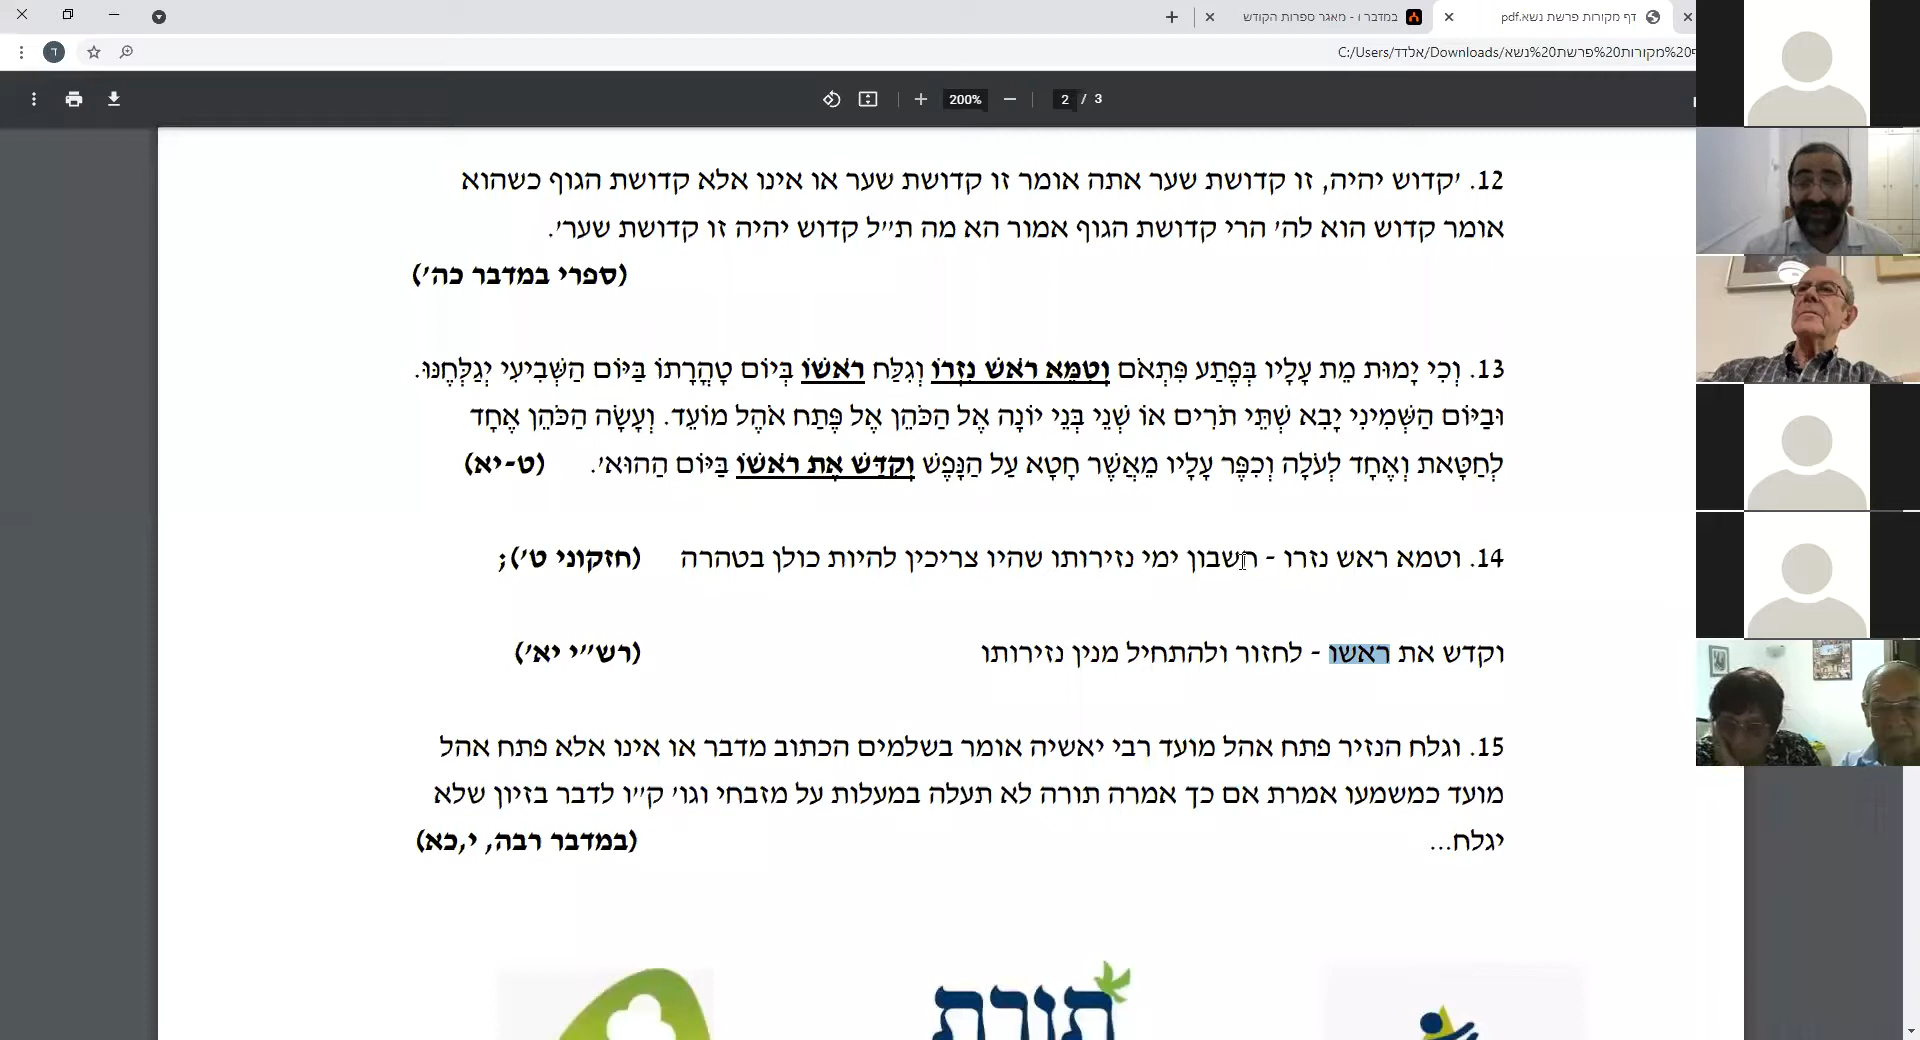 דף מקורות פרשת נשא.pdf
במדבר ו - מאגר ספרות הקודש
C:/Users/אלדד/Downloads/דף%20מקורות%20פרשת%20נשא
ד
2 / 3
200%
12. 'קדוש יהיה, זו קדושת שער אתה אומר זו קדושת שער או אינו אלא קדושת הגוף כשהוא
אומר קדוש הוא לה' הרי קדושת הגוף אמור הא מה ת"ל קדוש יהיה זו קדושת שער'.
(ספרי במדבר כה')
13. וְכִי יָמוּת מֵת עָלָיו בְּפֶתַע פִּתְאֹם וְטִמֵּא רֹאשׁ נִזְרוֹ וְגִלַּח רֹאשׁוֹ בְּיוֹם טָהֳרָתוֹ בַּיּוֹם הַשְּׁבִיעִי יְגַלְּחֶנּוּ.
וּבַיּוֹם הַשְּׁמִינִי יָבִא שְׁתֵּי תֹרִים אוֹ שְׁנֵי בְּנֵי יוֹנָה אֶל הַכֹּהֵן אֶל פֶּתַח אֹהֶל מוֹעֵד. וְעָשָׂה הַכֹּהֵן אֶחָד
לְחַטָּאת וְאֶחָד לְעֹלָה וְכִפֶּר עָלָיו מֵאֲשֶׁר חָטָא עַל הַנָּפֶשׁ וְקִדַּשׁ אֶת רֹאשׁוֹ בַּיּוֹם הַהוּא'. (ט-יא)
14. וטמא ראש נזרו - חשבון ימי נזירותו שהיו צריכין להיות כולן בטהרה (חזקוני ט');
וקדש את ראשו - לחזור ולהתחיל מנין נזירותו (רש"י יא')
15. וגלח הנזיר פתח אהל מועד רבי יאשיה אומר בשלמים הכתוב מדבר או אינו אלא פתח אהל
מועד כמשמעו אמרת אם כך אמרה תורה לא תעלה במעלות על מזבחי וגו' ק"ו לדבר בזיון שלא
יגלח... (במדבר רבה, י,כא)
תורת